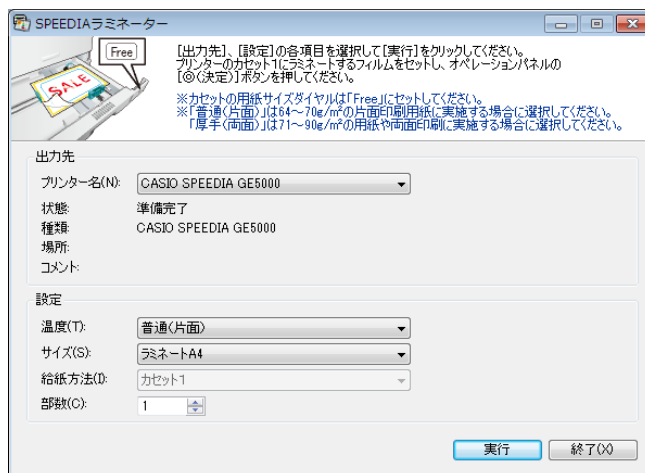 SPEEDIAラミネーター
Free
SALE
[出力先]、[設定]の各項目を選択して[実行]をクリックしてください。
プリンターのカセット1にラミネートするフィルムをセットし、オペレーションパネルの
[◎(決定)]ボタンを押してください。
※カセットの用紙サイズダイヤルは「Free」にセットしてください。
※「普通(片面)」は64～70g/m²の片面印刷用紙に実施する場合に選択してください。
「厚手(両面)」は71～90g/m²の用紙や両面印刷に実施する場合に選択してください。
出力先
プリンター名(N): CASIO SPEEDIA GE5000
状態: 準備完了
種類: CASIO SPEEDIA GE5000
場所:
コメント:
設定
温度(T): 普通(片面)
サイズ(S): ラミネートA4
給紙方法(I): カセット1
部数(C): 1
実行 終了(X)